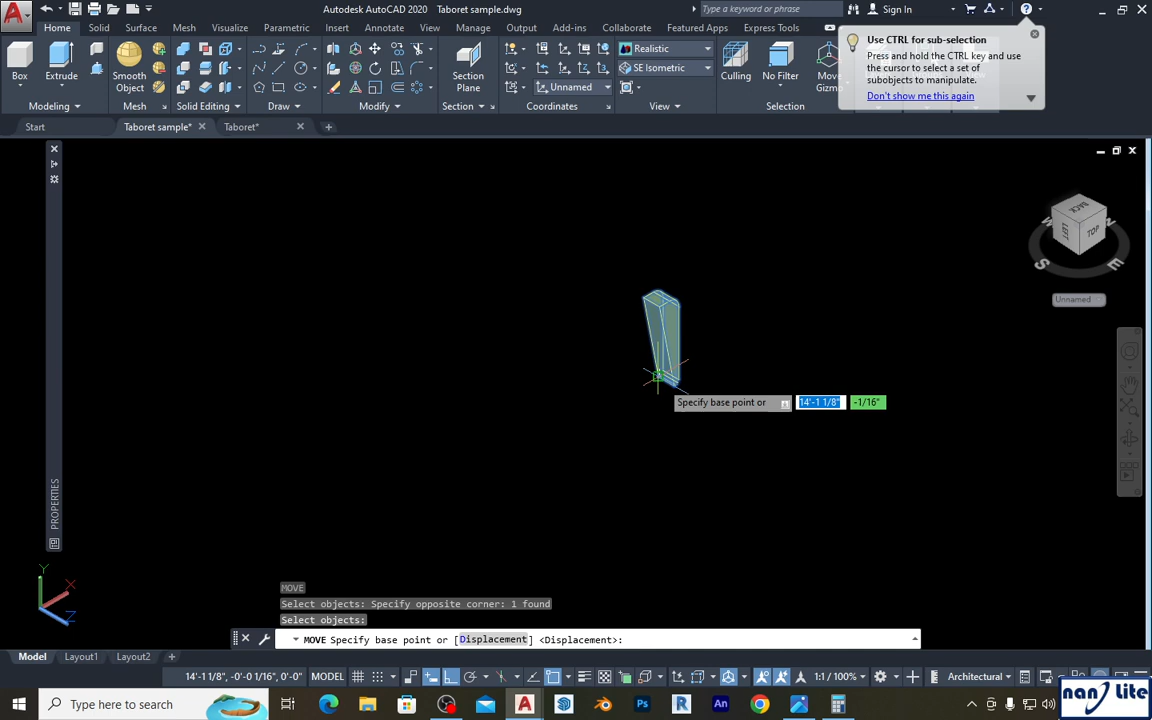 Autodesk AutoCAD 2020 Taboret sample.dwg
Type a keyword or phrase
Sign In
Home Solid Surface Mesh Visualize Parametric Insert Annotate View Manage Output Add-ins Collaborate Featured Apps Express Tools
Box
Extrude
Smooth Object
Section Plane
Realistic
SE Isometric
Unnamed
Culling
No Filter
Move Gizmo
Modeling Mesh Solid Editing Draw Modify Section Coordinates View Selection
Use CTRL for sub-selection
Press and hold the CTRL key and use
the cursor to select a set of
subobjects to manipulate.
Don't show me this again
Start Taboret sample* Taboret*
BACK
LEFT
TOP
W
N
S
E
Unnamed
PROPERTIES
Specify base point or 14'-1 1/8" -1/16"
Y
X
Z
MOVE
Select objects: Specify opposite corner: 1 found
Select objects:
MOVE Specify base point or [Displacement] <Displacement>:
Model Layout1 Layout2
14'-1 1/8", -0'-0 1/16", 0'-0" MODEL 1:1 / 100% Architectural
Type here to search
nan lite